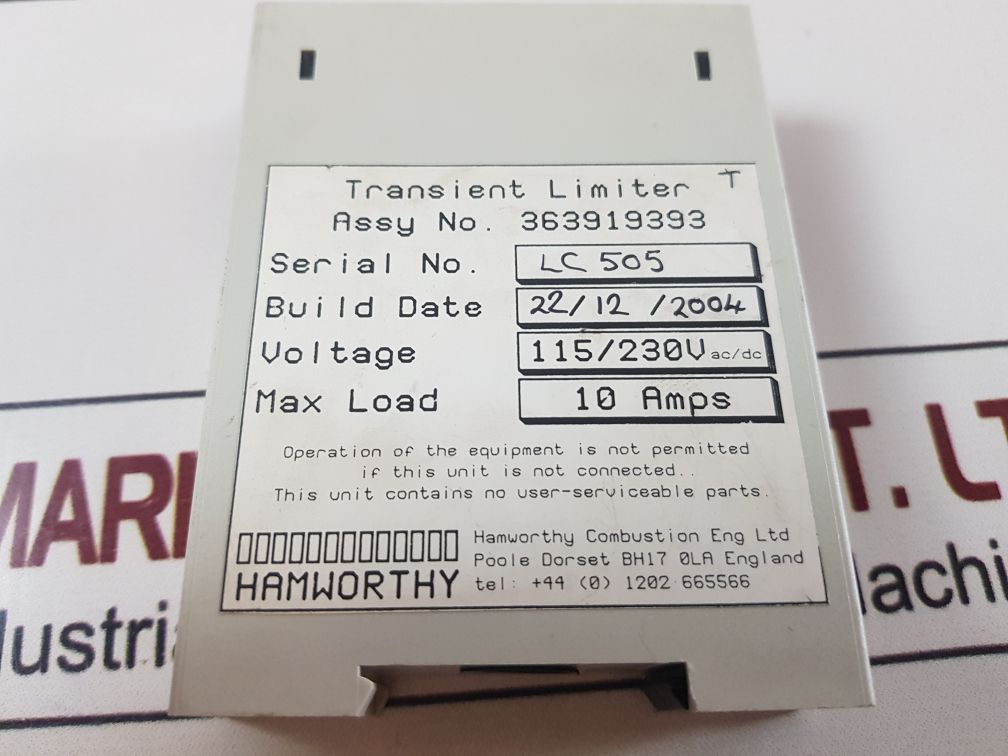 Transient Limiter T
Assy No. 363919393
Serial No. LC 505
Build Date 22/12 /2004
Voltage 115/230V ac/dc
Max Load 10 Amps
Operation of the equipment is not permitted
if this unit is not connected..
This unit contains no user-serviceable parts.
Hamworthy Combustion Eng Ltd
Poole Dorset BH17 0LA England
tel: +44 (0) 1202 665566
HAMWORTHY